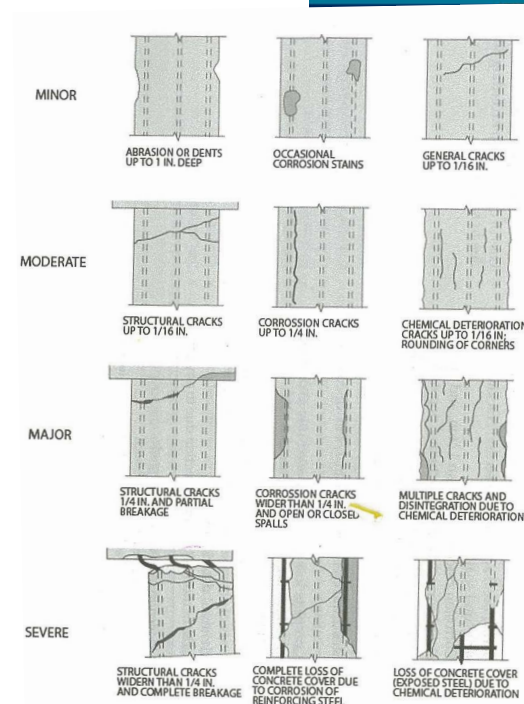 MINOR
ABRASION OR DENTS
UP TO 1 IN. DEEP
OCCASIONAL
CORROSION STAINS
GENERAL CRACKS
UP TO 1/16 IN.
MODERATE
STRUCTURAL CRACKS
UP TO 1/16 IN.
CORROSSION CRACKS
UP TO 1/4 IN.
CHEMICAL DETERIORATION
CRACKS UP TO 1/16 IN;
ROUNDING OF CORNERS
MAJOR
STRUCTURAL CRACKS
1/4 IN. AND PARTIAL
BREAKAGE
CORROSSION CRACKS
WIDER THAN 1/4 IN.
AND OPEN OR CLOSED
SPALLS
MULTIPLE CRACKS AND
DISINTEGRATION DUE TO
CHEMICAL DETERIORATION
SEVERE
STRUCTURAL CRACKS
WIDERN THAN 1/4 IN.
AND COMPLETE BREAKAGE
COMPLETE LOSS OF
CONCRETE COVER DUE
TO CORROSION OF
REINFORCING STEEL
LOSS OF CONCRETE COVER
(EXPOSED STEEL) DUE TO
CHEMICAL DETERIORATION